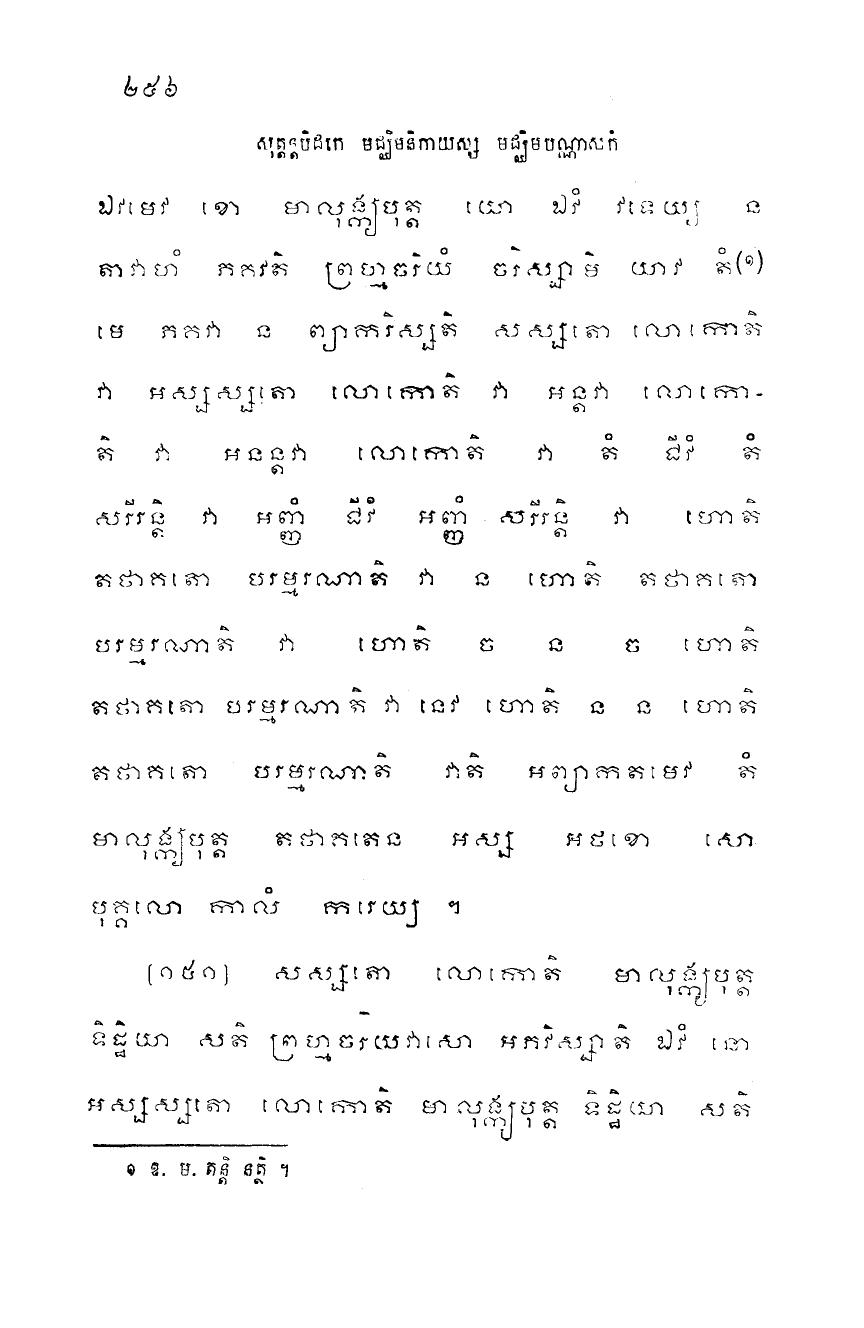 ២៥៦
សុត្តន្តបិដកេ មជ្ឈិមនិកាយស្ស មជ្ឈិមបណ្ណាសកំ
ឯវមេវ ខោ មាលុង្ក្យបុត្ត យោ ឯវំ វទេយ្យ ន
តាវាហំ ភគវតិ ព្រហ្មចរិយំ ចរិស្សាមិ យាវ តំ(១)
មេ ភគវា ន ព្យាករិស្សតិ សស្សតោ លោកោតិ
វា អសស្សតោ លោកោតិ វា អន្តវា លោកោ-
តិ វា អនន្តវា លោកោតិ វា តំ ជីវំ តំ
សរីរន្តិ វា អញ្ញំ ជីវំ អញ្ញំ សរីរន្តិ វា ហោតិ
តថាគតោ បរម្មរណាតិ វា ន ហោតិ តថាគតោ
បរម្មរណាតិ វា ហោតិ ច ន ច ហោតិ
តថាគតោ បរម្មរណាតិ វា នេវ ហោតិ ន ន ហោតិ
តថាគតោ បរម្មរណាតិ វាតិ អព្យាកតមេវ តំ
មាលុង្ក្យបុត្ត តថាគតេន អស្ស អថខោ សោ
បុគ្គលោ កាលំ ករេយ្យ ។
[១៥១] សស្សតោ លោកោតិ មាលុង្ក្យបុត្ត
ទិដ្ឋិយា សតិ ព្រហ្មចរិយវាសោ អភវិស្សាតិ ឯវំ នោ
អសស្សតោ លោកោតិ មាលុង្ក្យបុត្ត ទិដ្ឋិយា សតិ
១ ឧ. ម. តន្តិ នត្ថិ ។